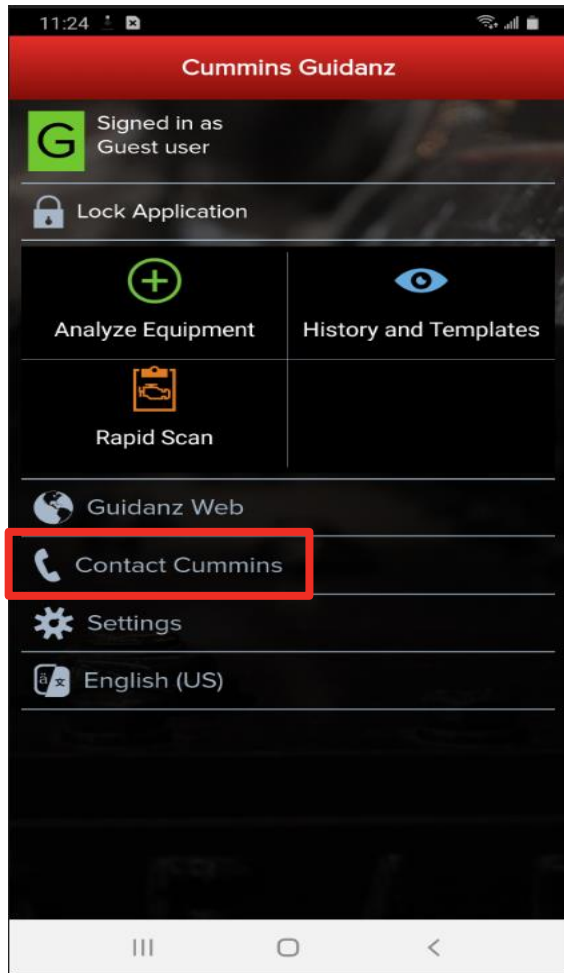 11:24
Cummins Guidanz
G
Signed in as
Guest user
Lock Application
Analyze Equipment
History and Templates
Rapid Scan
Guidanz Web
Contact Cummins
Settings
ä 文
English (US)